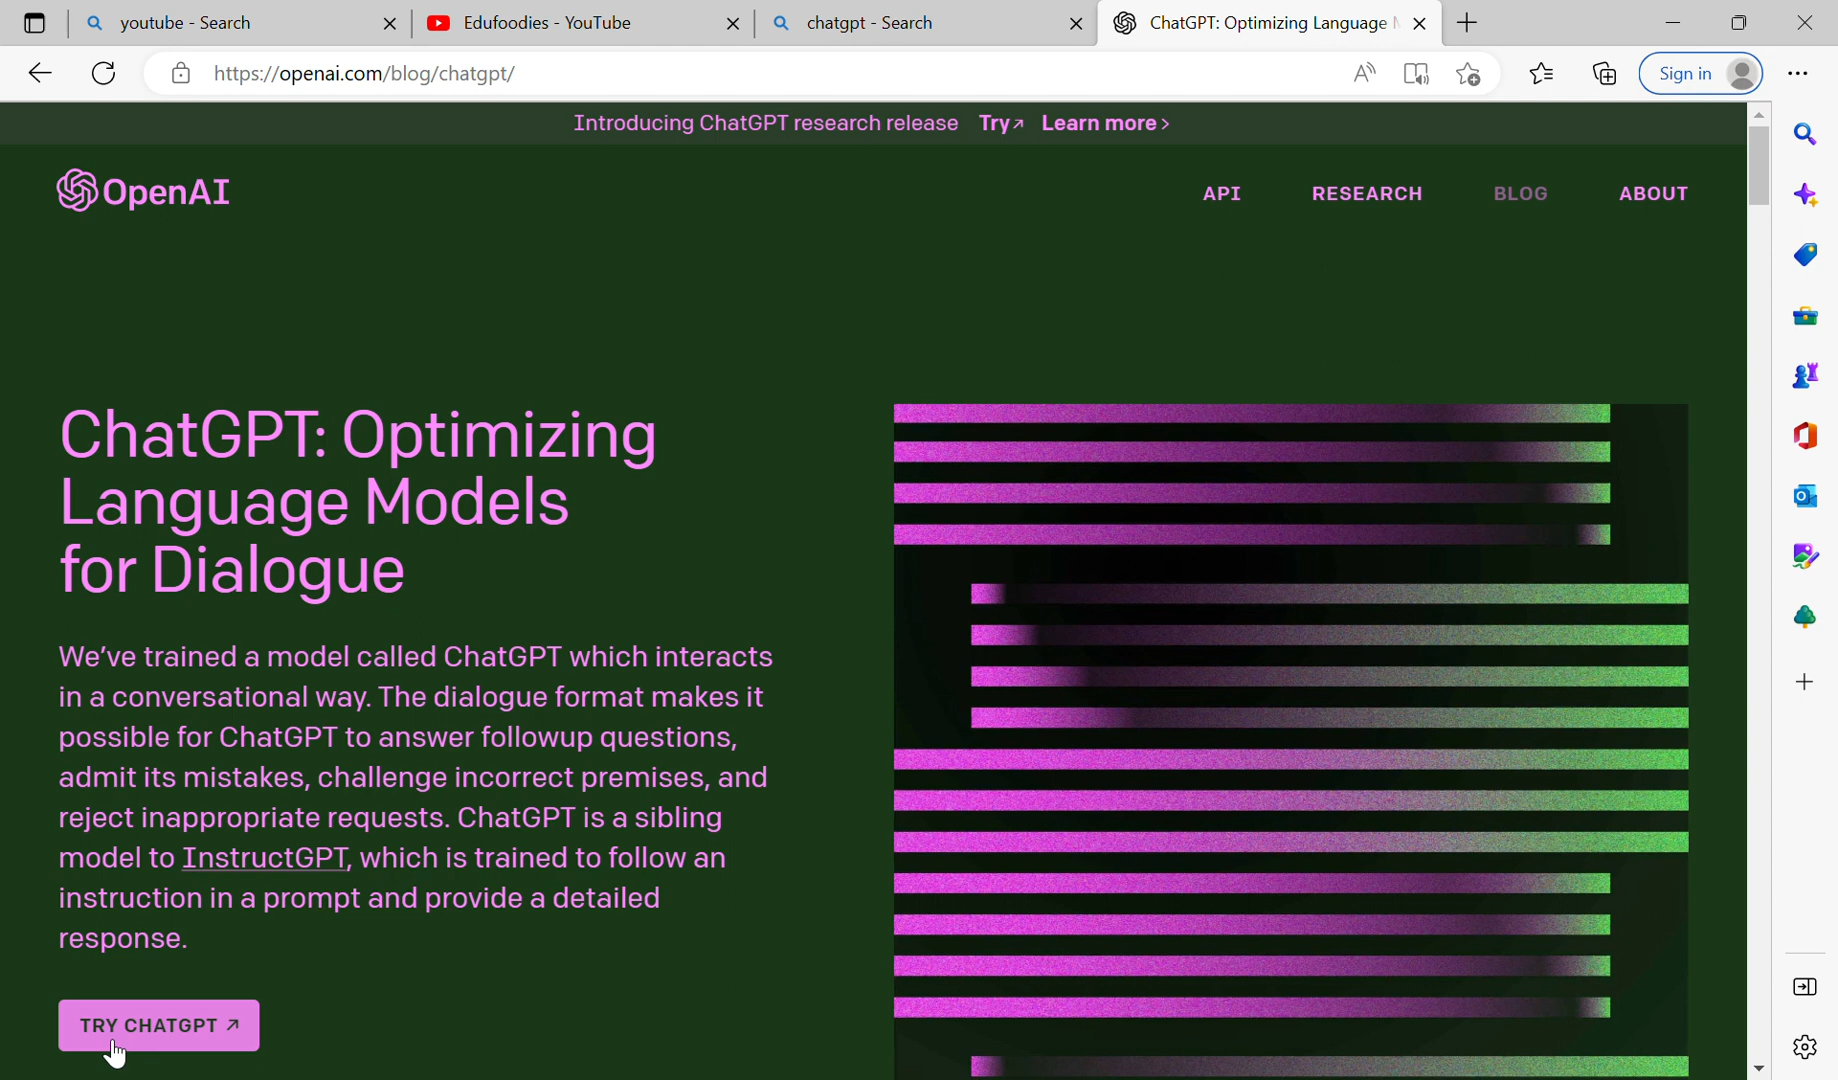 youtube - Search
Edufoodies - YouTube
chatgpt - Search
ChatGPT: Optimizing Language
https://openai.com/blog/chatgpt/
Sign in
Introducing ChatGPT research release Try↗ Learn more >
OpenAI
API
RESEARCH
BLOG
ABOUT
ChatGPT: Optimizing
Language Models
for Dialogue
We’ve trained a model called ChatGPT which interacts
in a conversational way. The dialogue format makes it
possible for ChatGPT to answer followup questions,
admit its mistakes, challenge incorrect premises, and
reject inappropriate requests. ChatGPT is a sibling
model to InstructGPT, which is trained to follow an
instruction in a prompt and provide a detailed
response.
TRY CHATGPT ↗